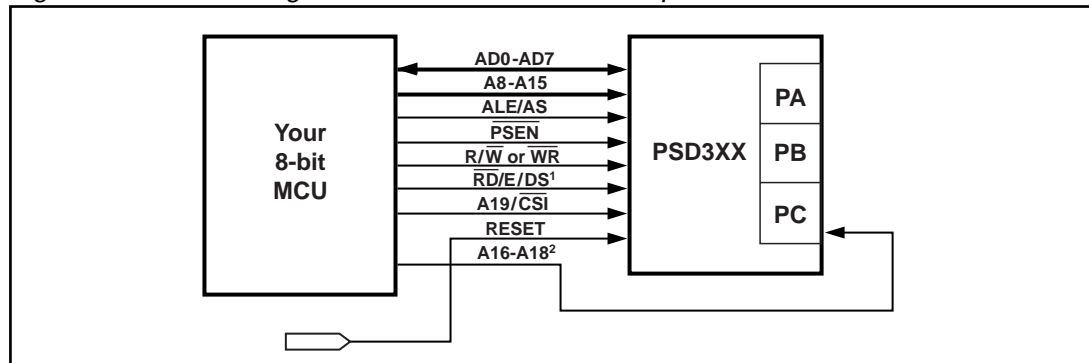 AD0-AD7
A8-A15
ALE/AS
PSEN
R/W or WR
RD/E/DS¹
A19/CSI
RESET
A16-A18²
Your
8-bit
MCU
PSD3XX
PA
PB
PC